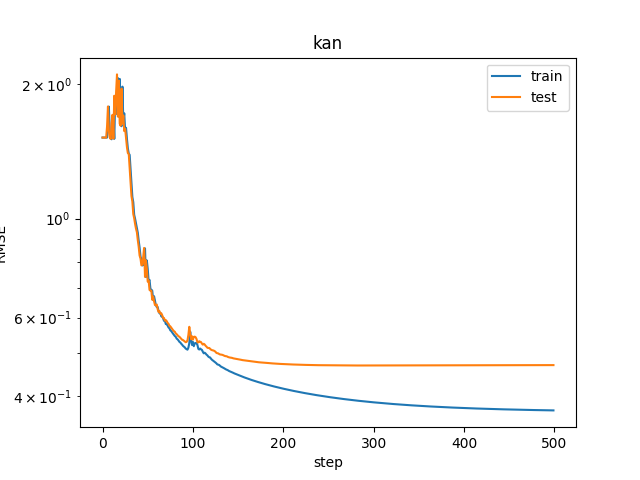 kan
train
test
2 × 10⁰
10⁰
6 × 10⁻¹
4 × 10⁻¹
RMSE
0 100 200 300 400 500
step